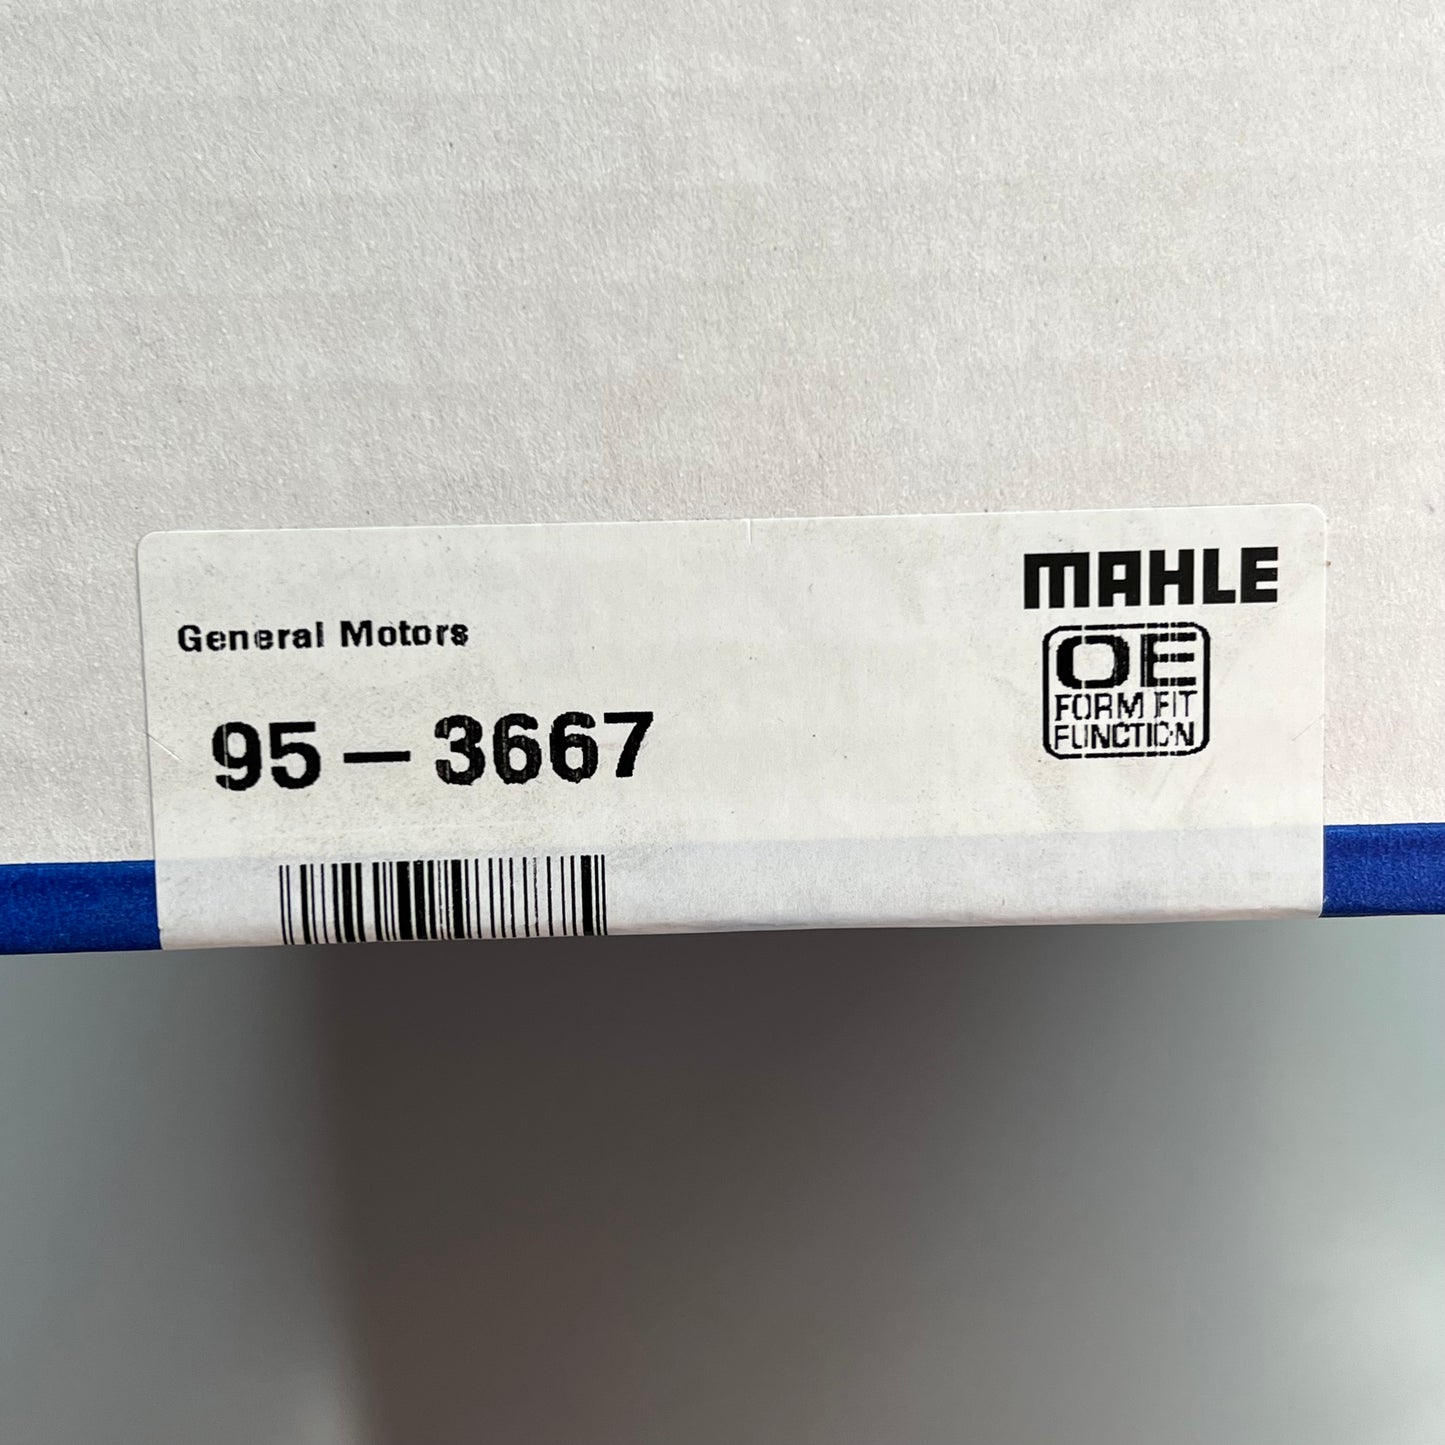 MAHLE
General Motors
OE
FORM FIT
FUNCTION
95-3667